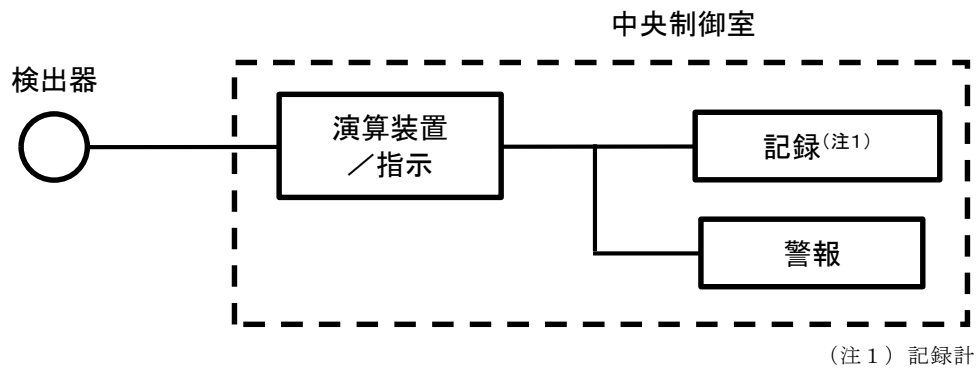 中央制御室
検出器
演算装置
／指示
記録(注1)
警報
（注１）記録計